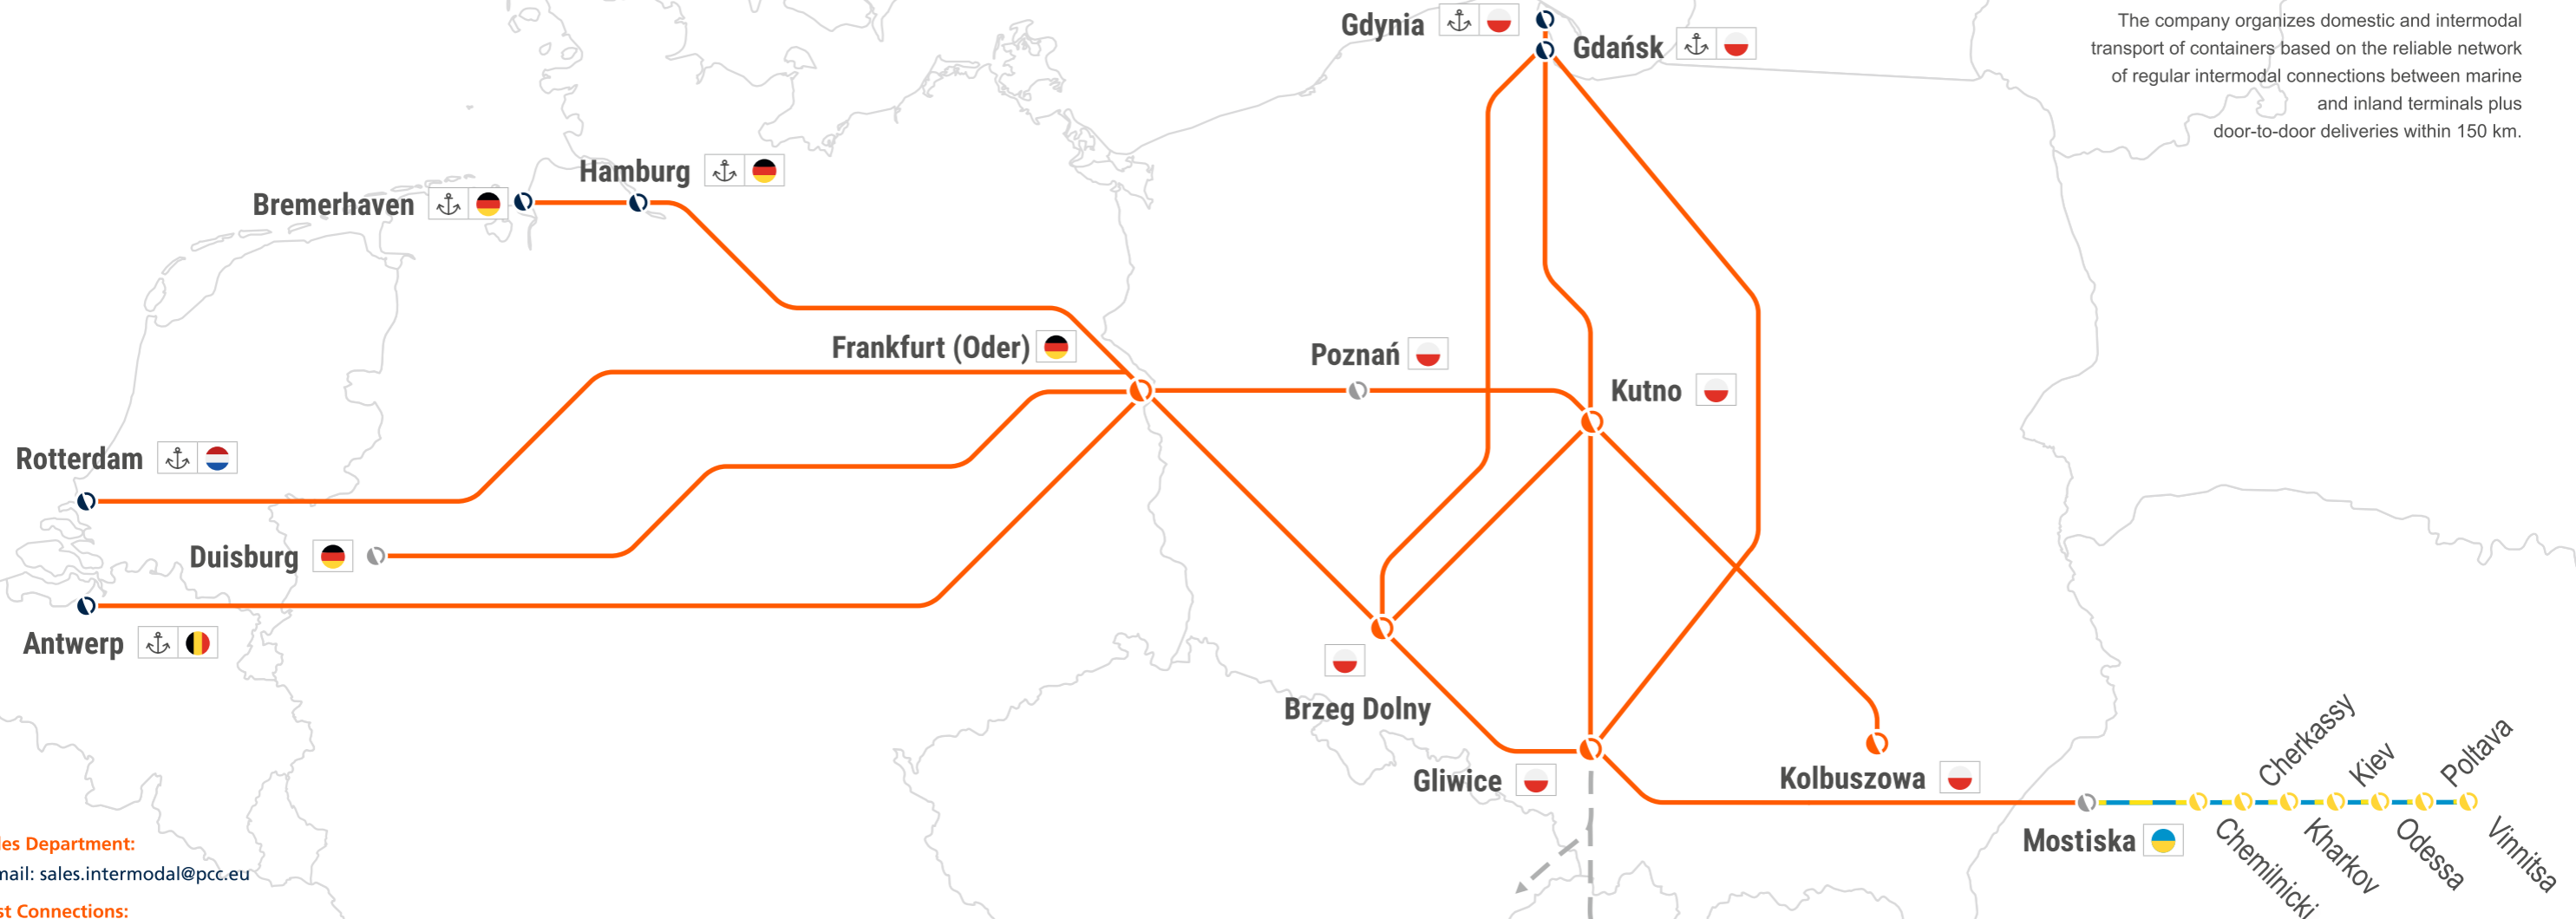 The company organizes domestic and intermodal
transport of containers based on the reliable network
of regular intermodal connections between marine
and inland terminals plus
door-to-door deliveries within 150 km.
Gdynia
Gdańsk
Hamburg
Bremerhaven
Frankfurt (Oder)
Poznań
Kutno
Rotterdam
Duisburg
Antwerp
Brzeg Dolny
Gliwice
Kolbuszowa
Mostiska
Cherkassy
Kiev
Poltava
Chemilnicki
Kharkov
Odessa
Vinnitsa
les Department:
mail: sales.intermodal@pcc.eu
st Connections: